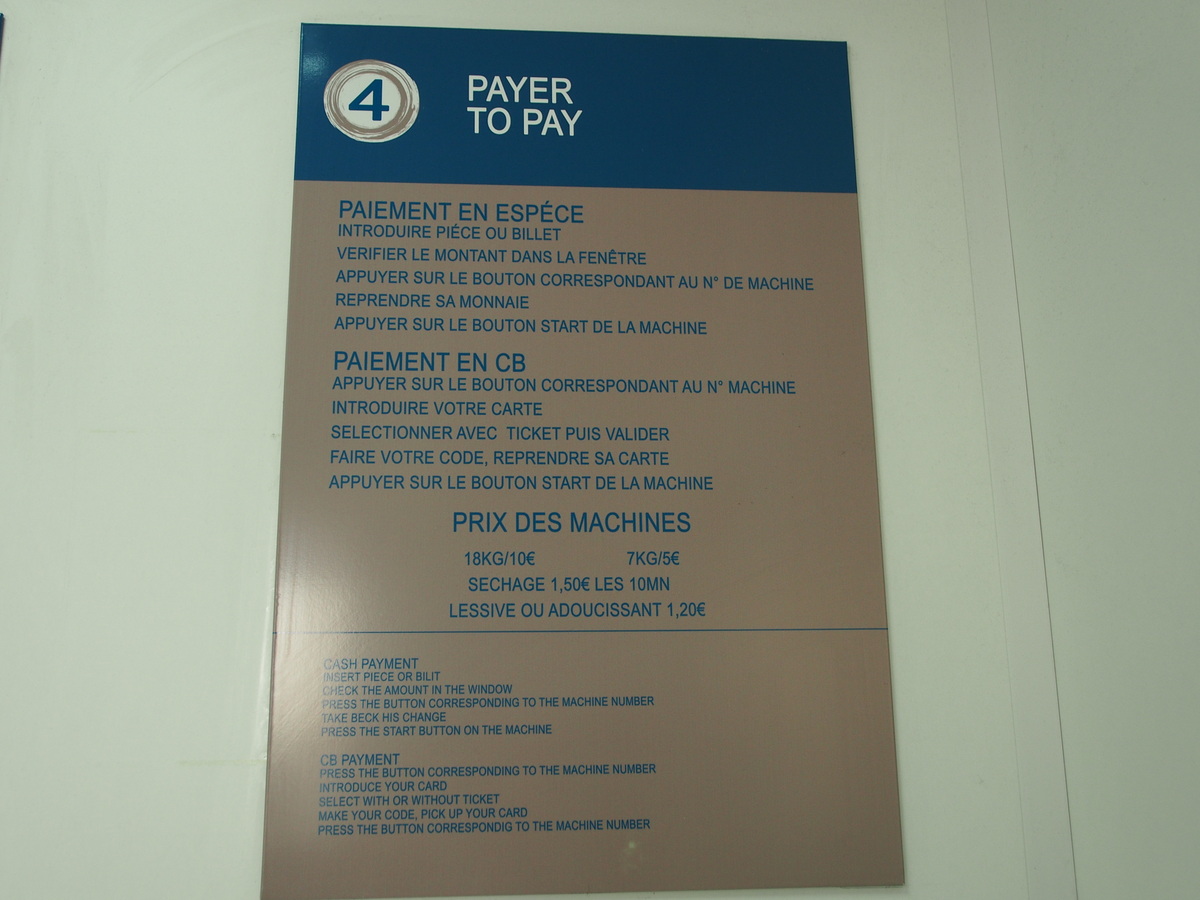 4
PAYER
TO PAY
PAIEMENT EN ESPÉCE
INTRODUIRE PIÉCE OU BILLET
VERIFIER LE MONTANT DANS LA FENÊTRE
APPUYER SUR LE BOUTON CORRESPONDANT AU N° DE MACHINE
REPRENDRE SA MONNAIE
APPUYER SUR LE BOUTON START DE LA MACHINE
PAIEMENT EN CB
APPUYER SUR LE BOUTON CORRESPONDANT AU N° MACHINE
INTRODUIRE VOTRE CARTE
SELECTIONNER AVEC TICKET PUIS VALIDER
FAIRE VOTRE CODE, REPRENDRE SA CARTE
APPUYER SUR LE BOUTON START DE LA MACHINE
PRIX DES MACHINES
18KG/10€ 7KG/5€
SECHAGE 1,50€ LES 10MN
LESSIVE OU ADOUCISSANT 1,20€
CASH PAYMENT
INSERT PIECE OR BILIT
CHECK THE AMOUNT IN THE WINDOW
PRESS THE BUTTON CORRESPONDING TO THE MACHINE NUMBER
TAKE BECK HIS CHANGE
PRESS THE START BUTTON ON THE MACHINE
CB PAYMENT
PRESS THE BUTTON CORRESPONDING TO THE MACHINE NUMBER
INTRODUCE YOUR CARD
SELECT WITH OR WITHOUT TICKET
MAKE YOUR CODE, PICK UP YOUR CARD
PRESS THE BUTTON CORRESPONDIG TO THE MACHINE NUMBER